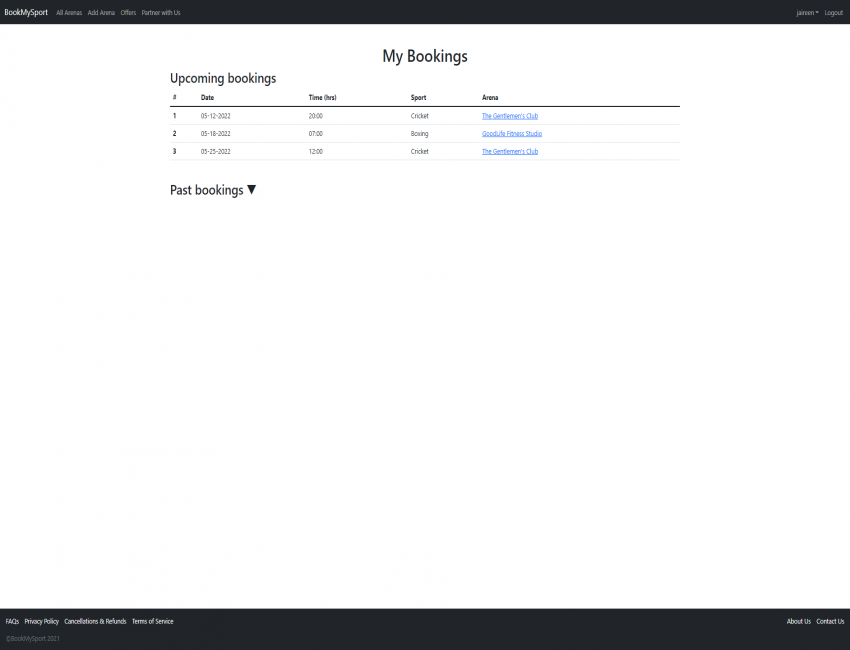 BookMySport All Arenas Add Arena Offers Partner with Us jaireen Logout
My Bookings
Upcoming bookings
# Date Time (hrs) Sport Arena
1 05-12-2022 20:00 Cricket The Gentlemen's Club
2 05-18-2022 07:00 Boxing GoodLife Fitness Studio
3 05-25-2022 12:00 Cricket The Gentlemen's Club
Past bookings ▼
FAQs Privacy Policy Cancellations & Refunds Terms of Service About Us Contact Us
©BookMySport 2021